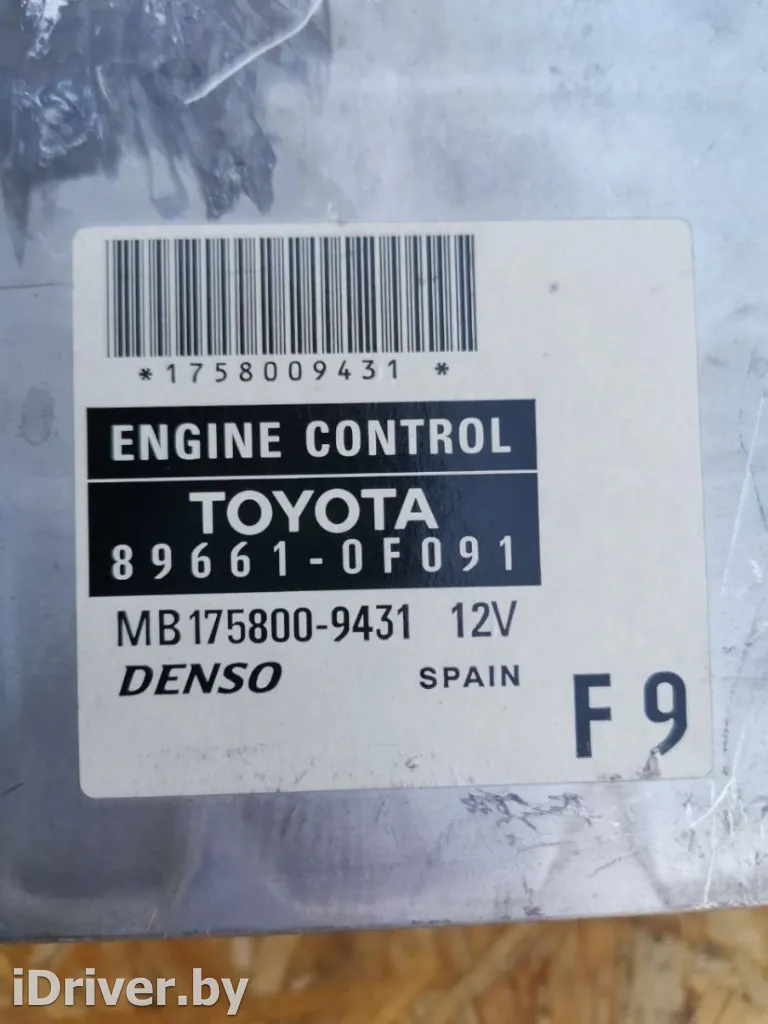 *1758009431 *
ENGINE CONTROL
TOYOTA
89661-0F091
MB175800-9431 12V
DENSO SPAIN
F9
iDriver.by